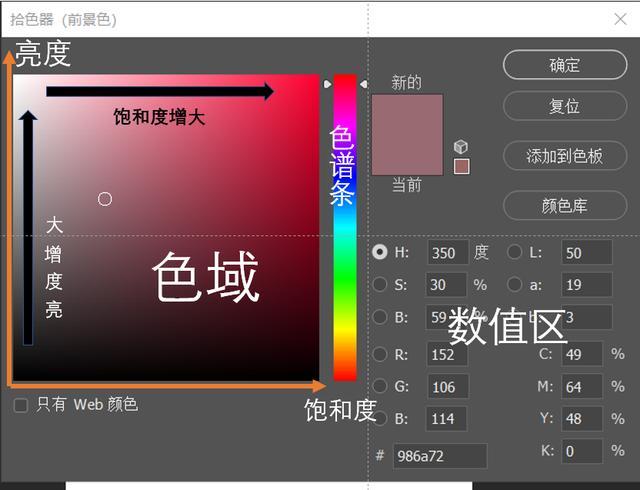 拾色器（前景色）
亮度
饱和度增大
大增度亮
色域
色谱条
饱和度
只有 Web 颜色
新的
当前
确定
复位
添加到色板
颜色库
H: 350 度 L: 50
S: 30 % a: 19
B: 59 % b: 3
数值区
R: 152 C: 49 %
G: 106 M: 64 %
B: 114 Y: 48 %
# 986a72 K: 0 %